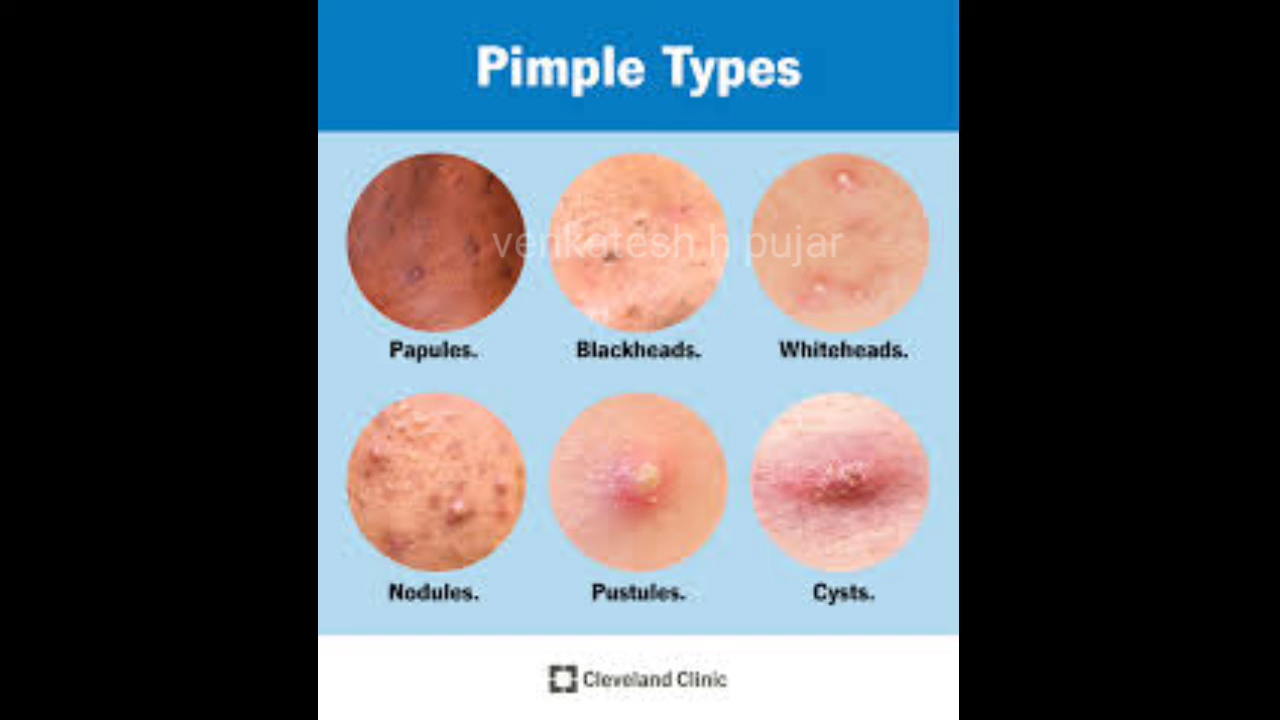 Pimple Types
venkatesh h pujar
Papules.
Blackheads.
Whiteheads.
Nodules.
Pustules.
Cysts.
Cleveland Clinic